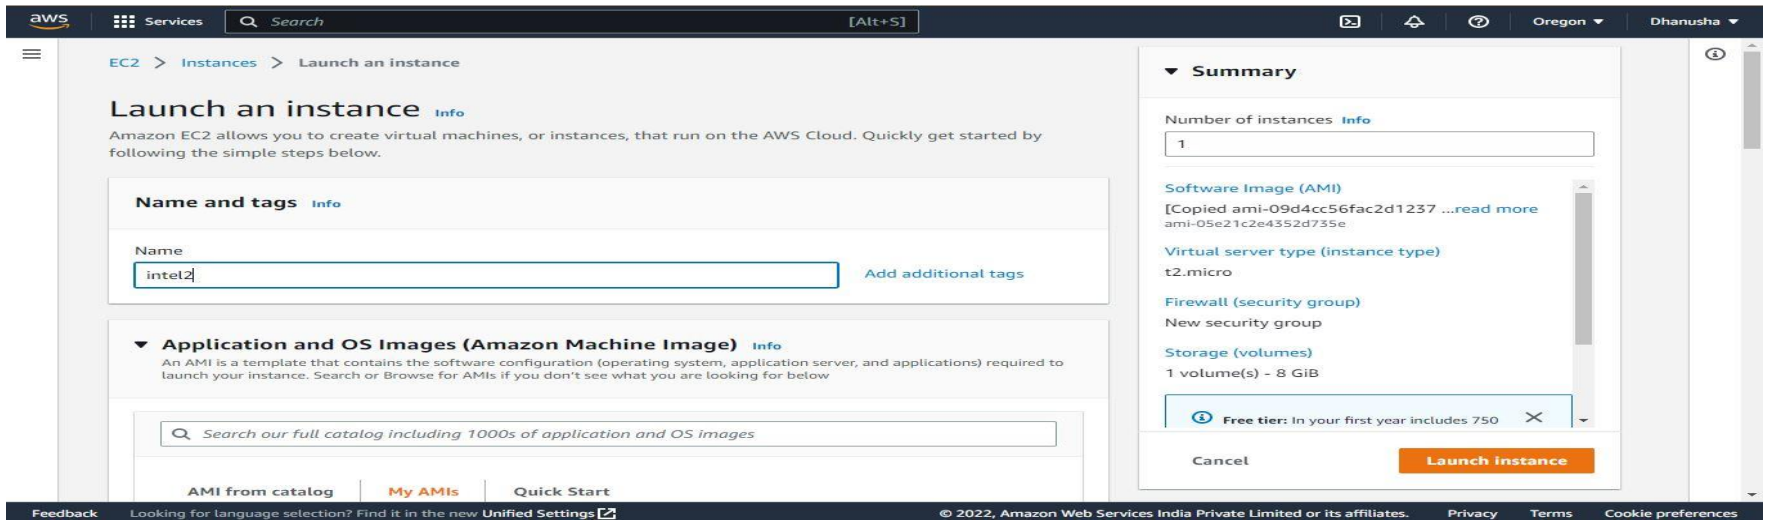 aws Services Search [Alt+S] Oregon Dhanusha
EC2 > Instances > Launch an instance
Launch an instance Info
Amazon EC2 allows you to create virtual machines, or instances, that run on the AWS Cloud. Quickly get started by
following the simple steps below.
Name and tags Info
Name
intel2
Add additional tags
Application and OS Images (Amazon Machine Image) Info
An AMI is a template that contains the software configuration (operating system, application server, and applications) required to
launch your instance. Search or Browse for AMIs if you don't see what you are looking for below
Search our full catalog including 1000s of application and OS images
AMI from catalog My AMIs Quick Start
Summary
Number of instances Info
1
Software Image (AMI)
[Copied ami-09d4cc56fac2d1237 ...read more
ami-05e21c2e4352d735e
Virtual server type (instance type)
t2.micro
Firewall (security group)
New security group
Storage (volumes)
1 volume(s) - 8 GiB
Free tier: In your first year includes 750
Cancel Launch instance
Feedback Looking for language selection? Find it in the new Unified Settings © 2022, Amazon Web Services India Private Limited or its affiliates. Privacy Terms Cookie preferences